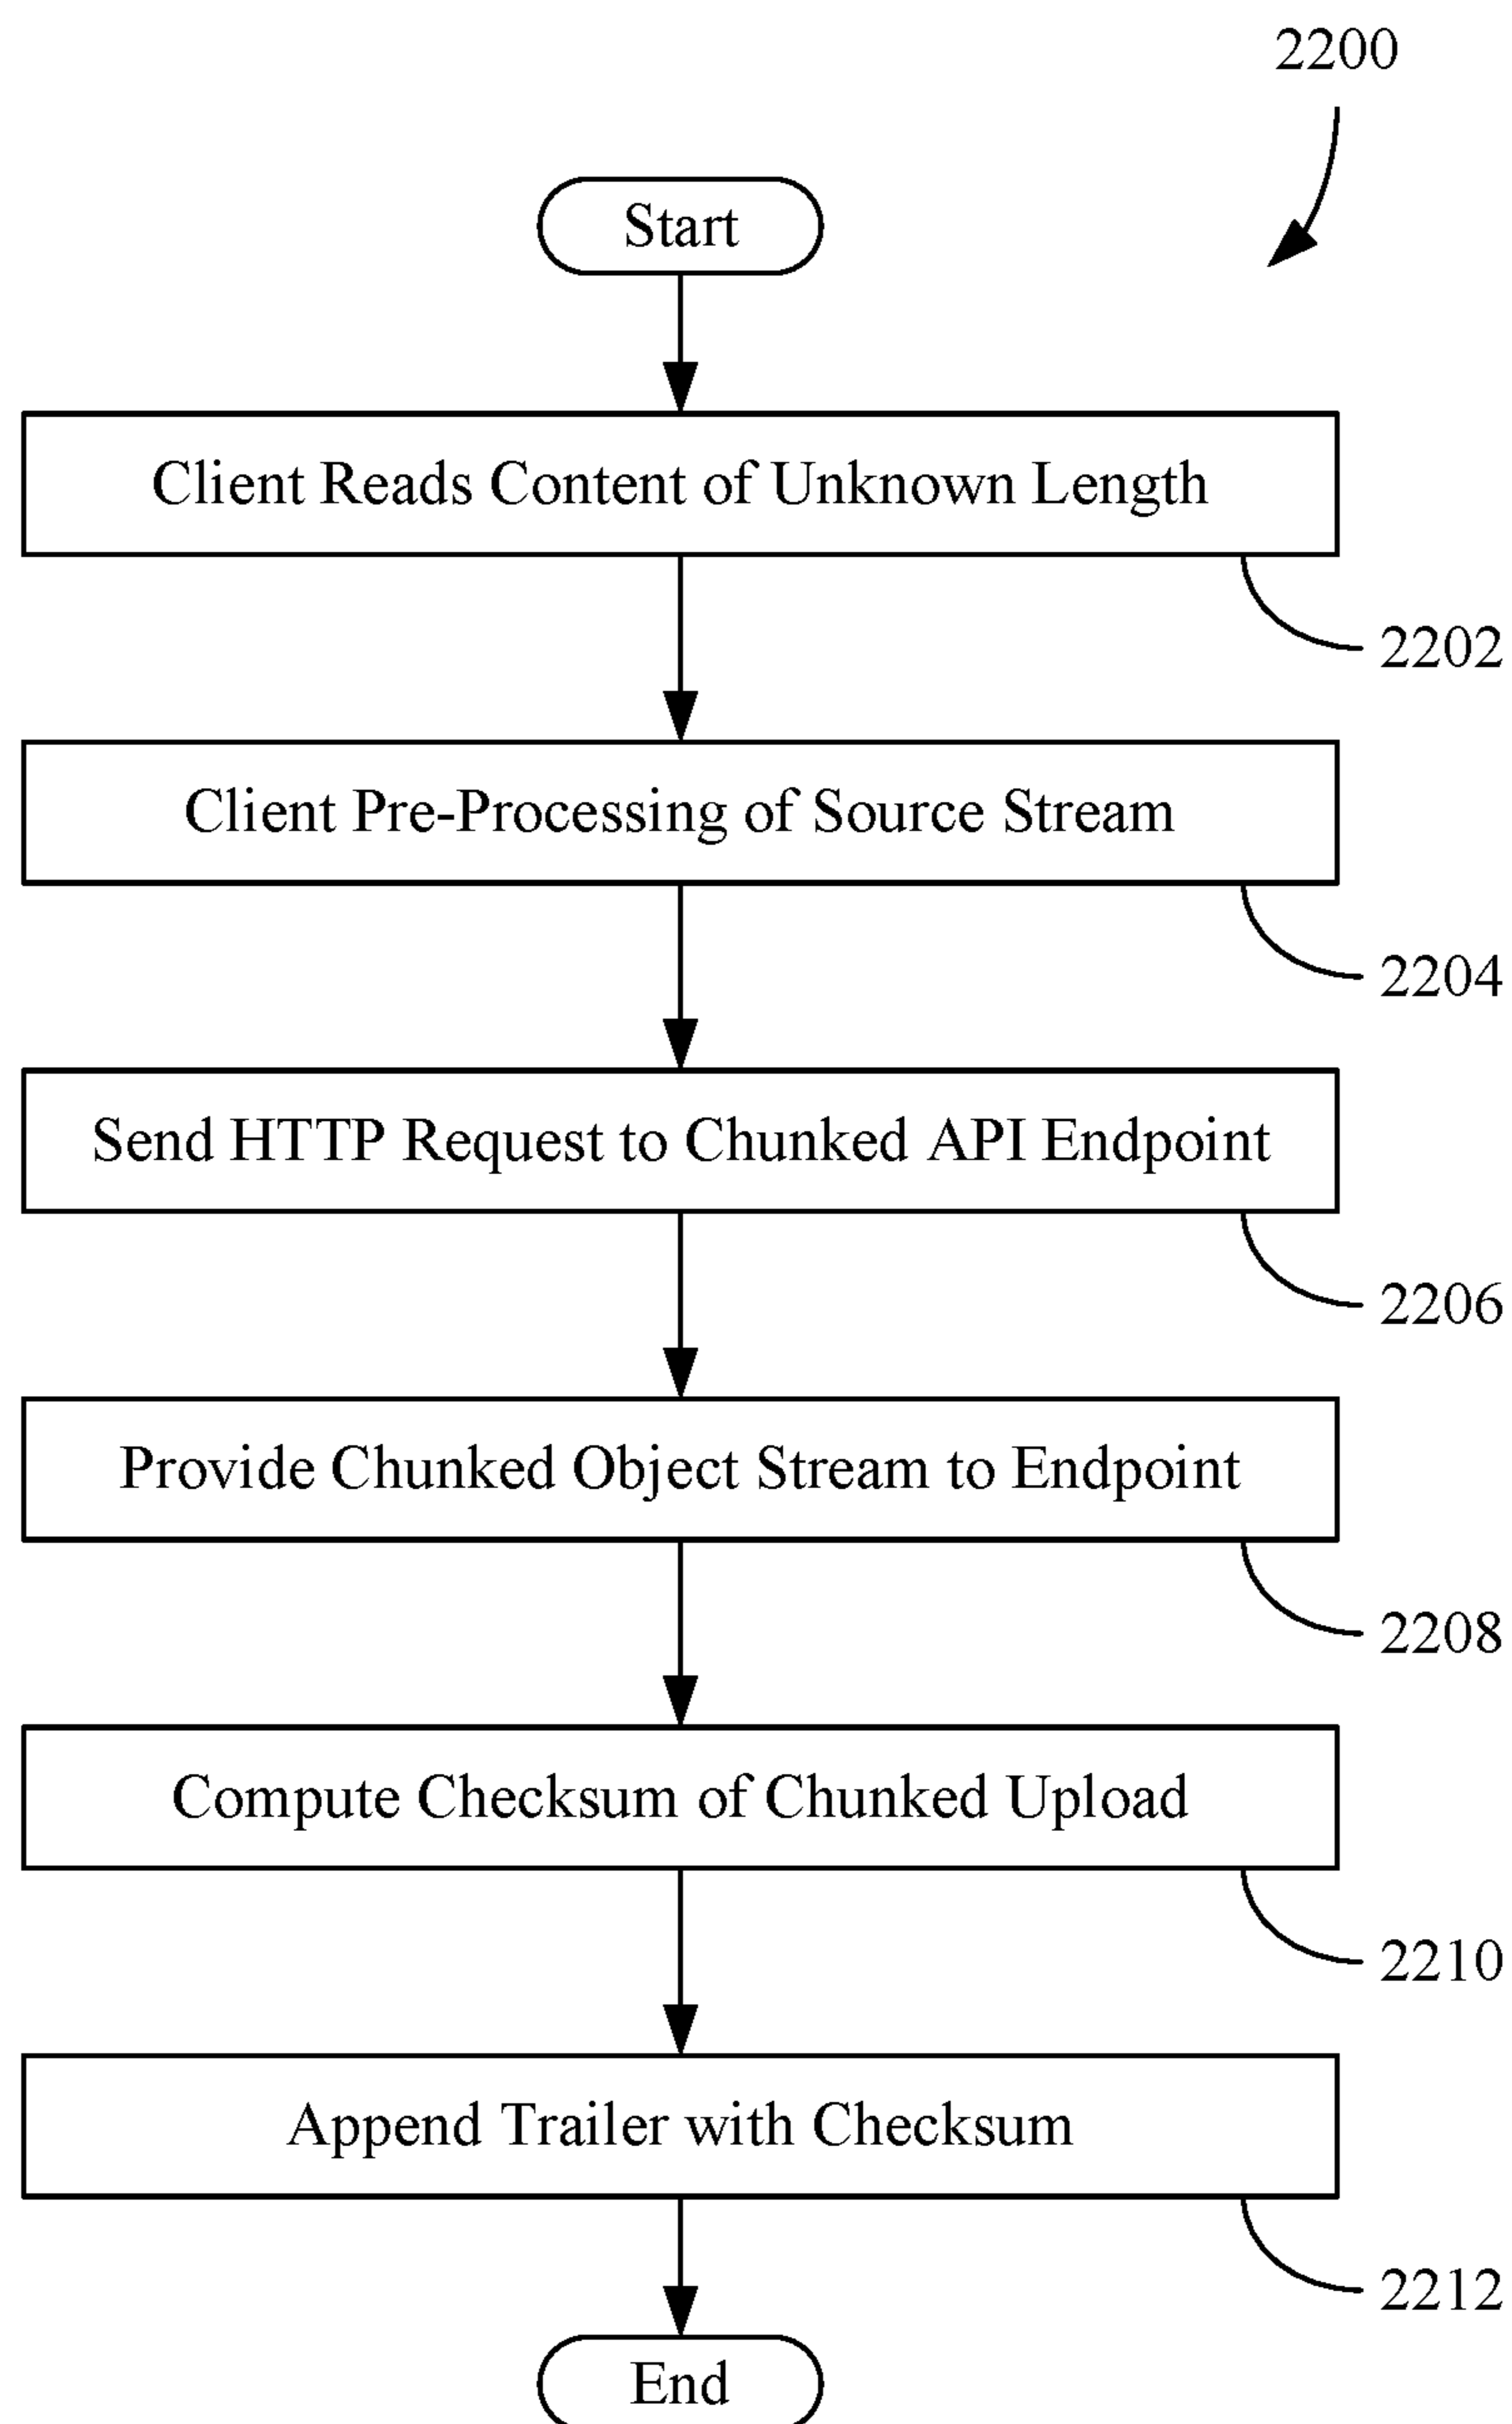 2200
Start
Client Reads Content of Unknown Length
2202
Client Pre-Processing of Source Stream
2204
Send HTTP Request to Chunked API Endpoint
2206
Provide Chunked Object Stream to Endpoint
2208
Compute Checksum of Chunked Upload
2210
Append Trailer with Checksum
2212
End